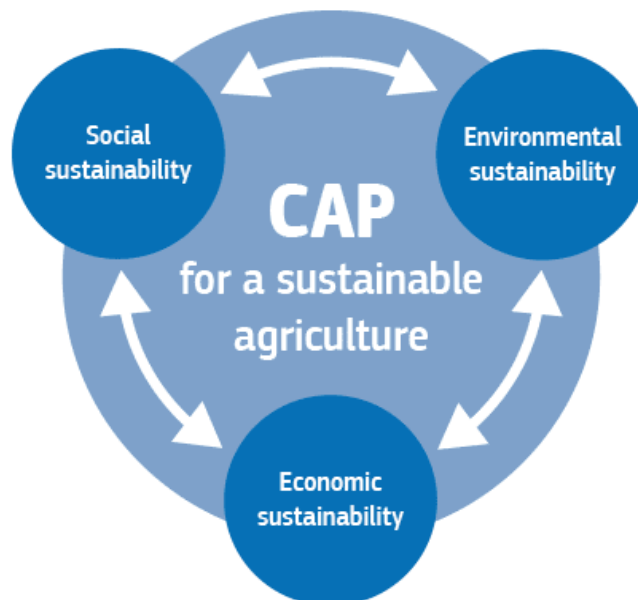 Social
sustainability
Environmental
sustainability
CAP
for a sustainable
agriculture
Economic
sustainability